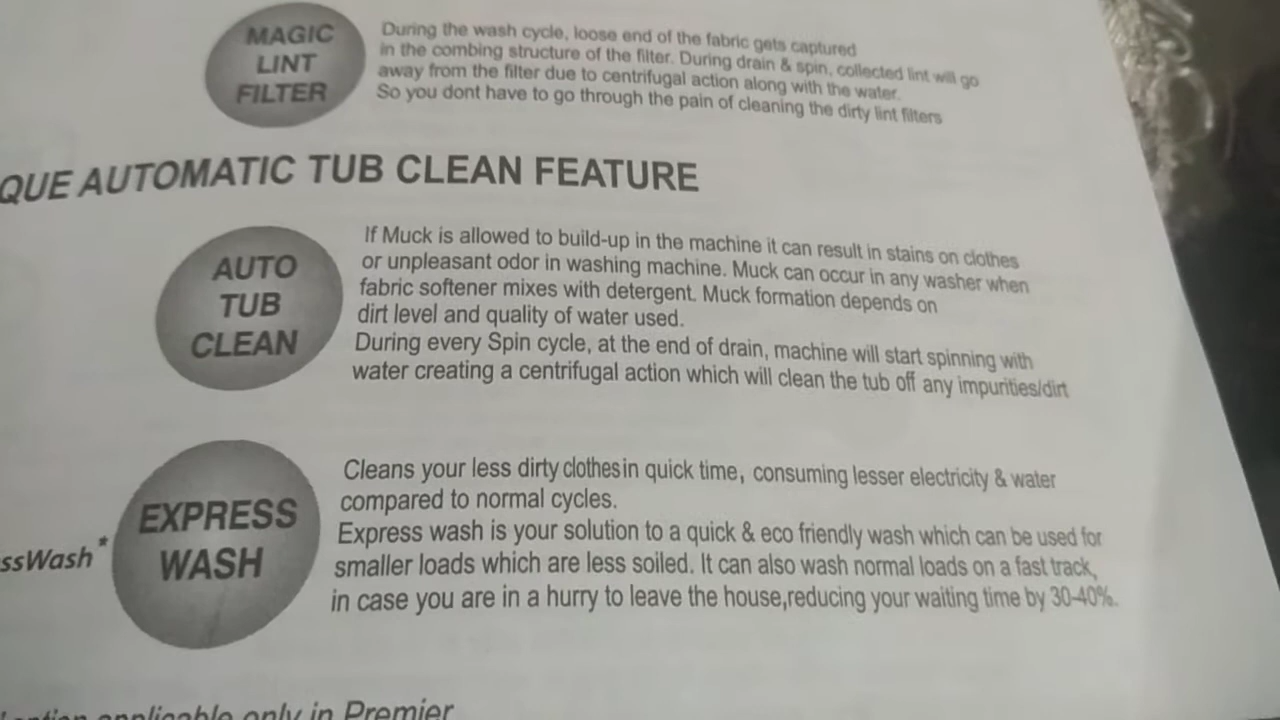 MAGIC
LINT
FILTER
During the wash cycle, loose end of the fabric gets captured
in the combing structure of the filter. During drain & spin, collected lint will go
away from the filter due to centrifugal action along with the water.
So you dont have to go through the pain of cleaning the dirty lint filters
QUE AUTOMATIC TUB CLEAN FEATURE
AUTO
TUB
CLEAN
If Muck is allowed to build-up in the machine it can result in stains on clothes
or unpleasant odor in washing machine. Muck can occur in any washer when
fabric softener mixes with detergent. Muck formation depends on
dirt level and quality of water used.
During every Spin cycle, at the end of drain, machine will start spinning with
water creating a centrifugal action which will clean the tub off any impurities/dirt
ssWash*
EXPRESS
WASH
Cleans your less dirty clothes in quick time, consuming lesser electricity & water
compared to normal cycles.
Express wash is your solution to a quick & eco friendly wash which can be used for
smaller loads which are less soiled. It can also wash normal loads on a fast track,
in case you are in a hurry to leave the house,reducing your waiting time by 30-40%.
applicable only in Premier